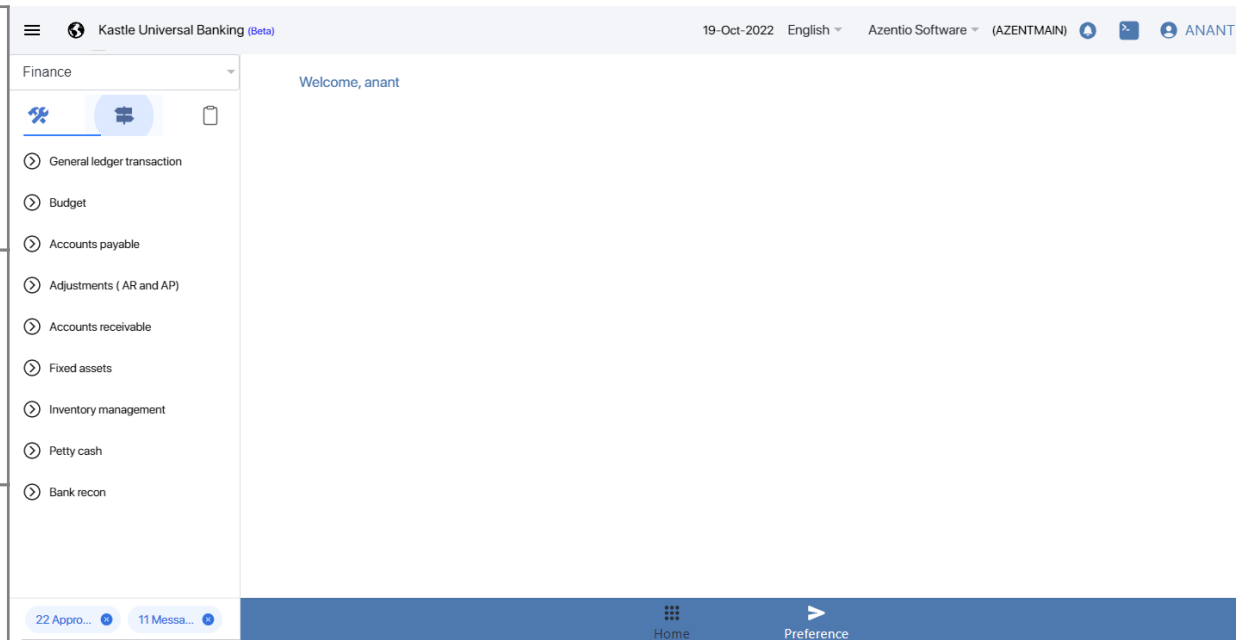 Kastle Universal Banking (Beta)
19-Oct-2022 English Azentio Software (AZENTMAIN) ANANT
Finance
Welcome, anant
General ledger transaction
Budget
Accounts payable
Adjustments ( AR and AP)
Accounts receivable
Fixed assets
Inventory management
Petty cash
Bank recon
22 Appro... 11 Messa...
Home Preference